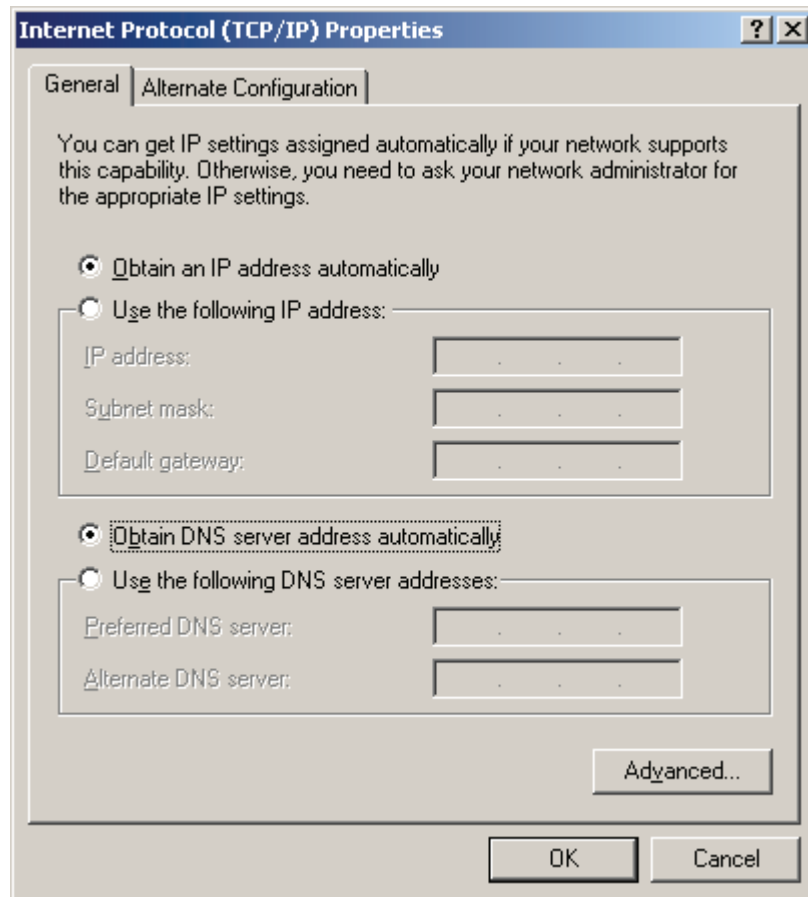 Internet Protocol (TCP/IP) Properties
General
Alternate Configuration
You can get IP settings assigned automatically if your network supports
this capability. Otherwise, you need to ask your network administrator for
the appropriate IP settings.
Obtain an IP address automatically
Use the following IP address:
IP address:
Subnet mask:
Default gateway:
Obtain DNS server address automatically
Use the following DNS server addresses:
Preferred DNS server:
Alternate DNS server:
Advanced...
OK
Cancel